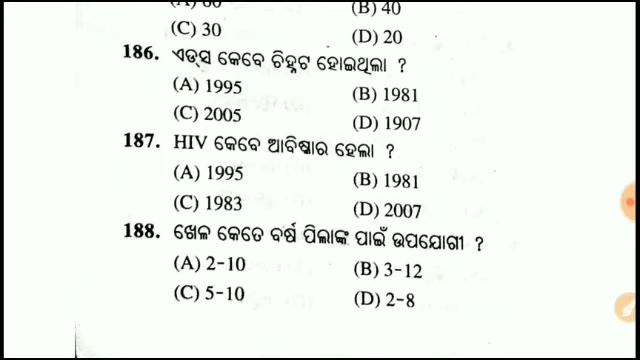 (B) 40
(C) 30 (D) 20
186. ଏଡ୍‌ସ କେବେ ଚିହ୍ନଟ ହୋଇଥିଲା ?
(A) 1995 (B) 1981
(C) 2005 (D) 1907
187. HIV କେବେ ଆବିଷ୍କାର ହେଲା ?
(A) 1995 (B) 1981
(C) 1983 (D) 2007
188. ଖେଳ କେତେ ବର୍ଷ ପିଲାଙ୍କ ପାଇଁ ଉପଯୋଗୀ ?
(A) 2-10 (B) 3-12
(C) 5-10 (D) 2-8